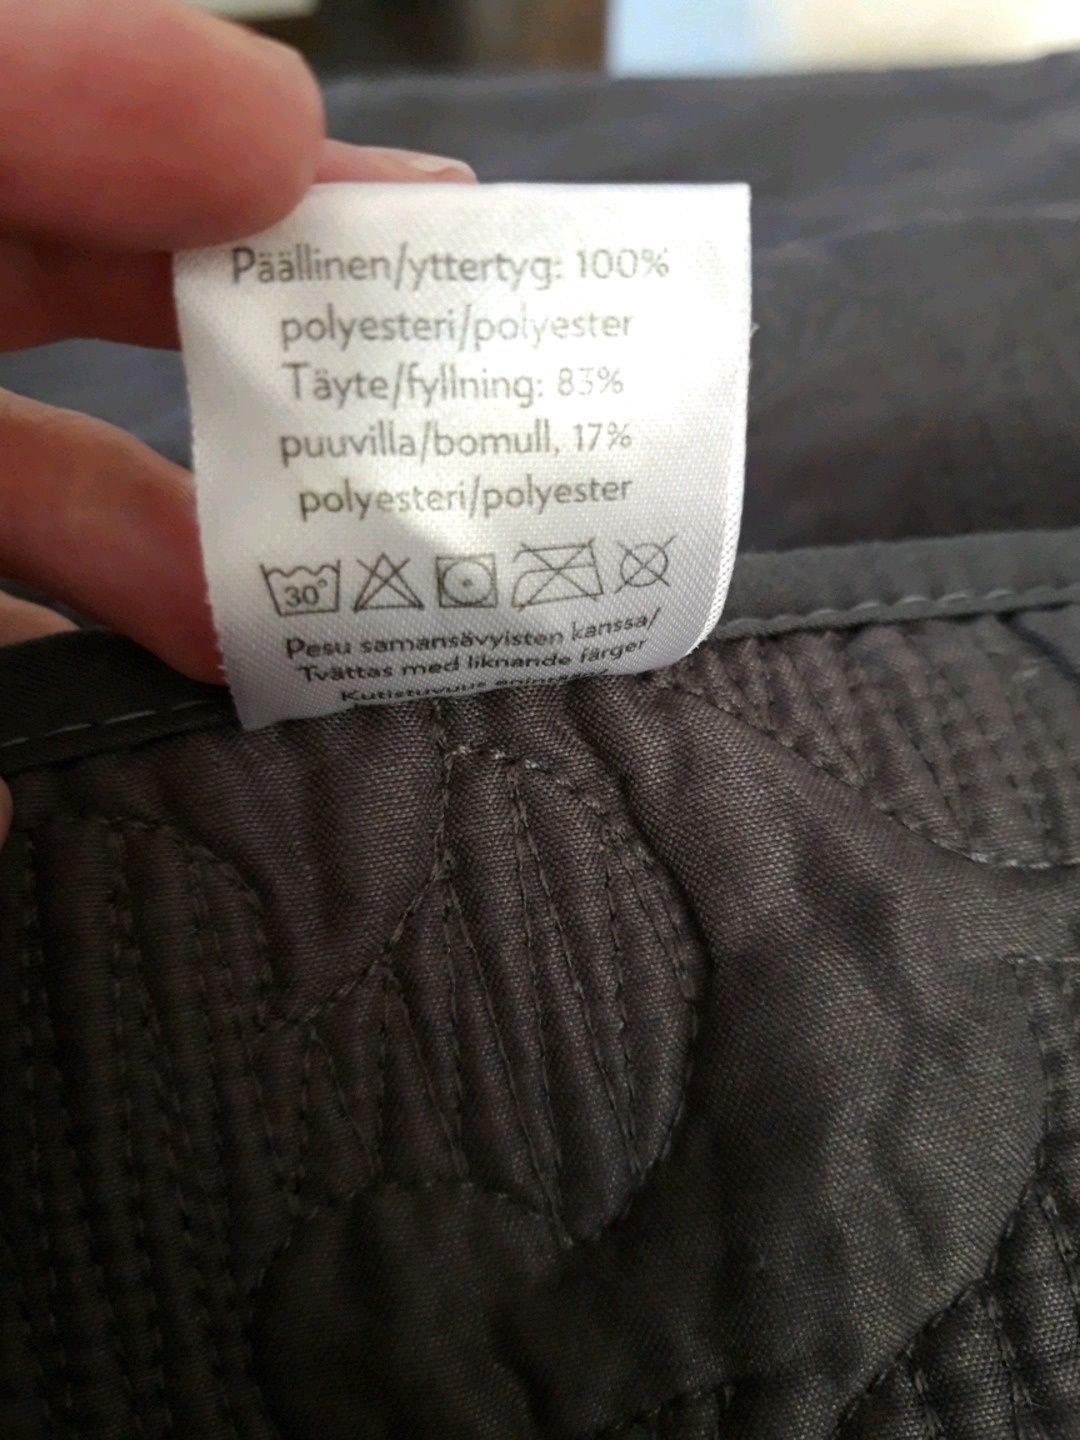 Päällinen/yttertyg: 100%
polyesteri/polyester
Täyte/fyllning: 83%
puuvilla/bomull, 17%
polyesteri/polyester
30°
Pesu samansävyisten kanssa/
Tvättas med liknande färger
Kutistuvuus